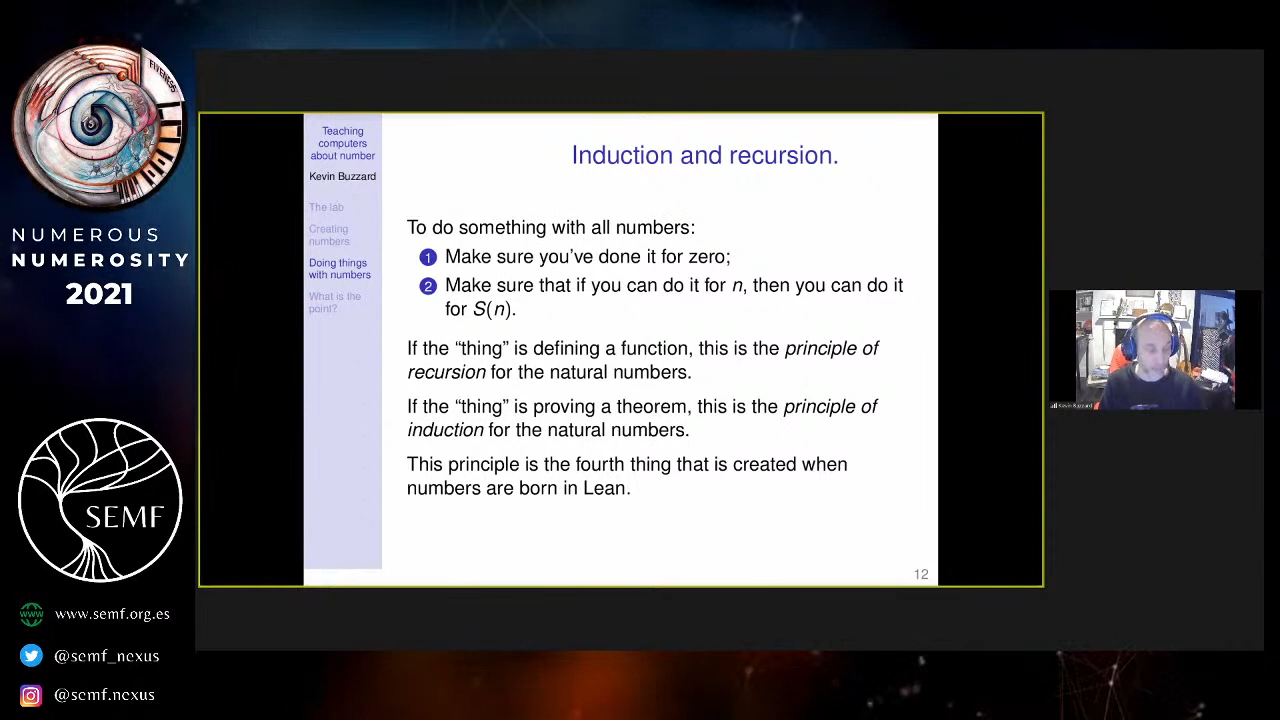 FIVENESS
NUMEROUS
NUMEROSITY
2021
SEMF
www
www.semf.org.es
@semf_nexus
@semf.nexus
Teaching
computers
about number
Kevin Buzzard
The lab
Creating
numbers
Doing things
with numbers
What is the
point?
Induction and recursion.
To do something with all numbers:
1 Make sure you've done it for zero;
2 Make sure that if you can do it for n, then you can do it
for S(n).
If the “thing” is defining a function, this is the principle of
recursion for the natural numbers.
If the “thing” is proving a theorem, this is the principle of
induction for the natural numbers.
This principle is the fourth thing that is created when
numbers are born in Lean.
12
Kevin Buzzard